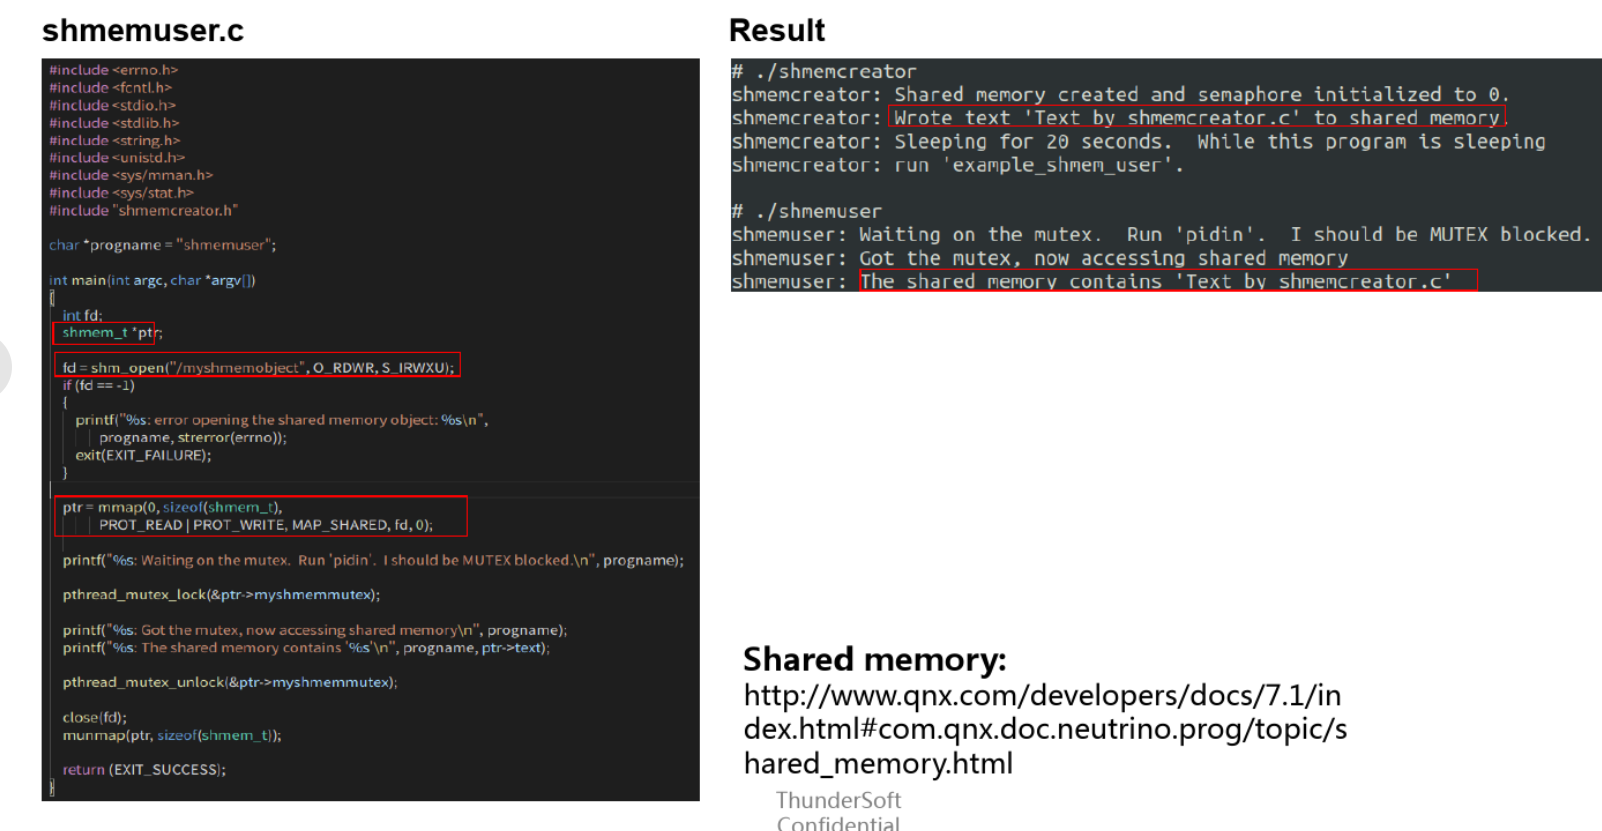 shmemuser.c
#include <errno.h>
#include <fcntl.h>
#include <stdio.h>
#include <stdlib.h>
#include <string.h>
#include <unistd.h>
#include <sys/mman.h>
#include <sys/stat.h>
#include "shmemcreator.h"
char *progname = "shmemuser";
int main(int argc, char *argv[])
{
int fd;
shmem_t *ptr;
fd = shm_open("/myshmemobject", O_RDWR, S_IRWXU);
if (fd == -1)
{
printf("%s: error opening the shared memory object: %s\n",
progname, strerror(errno));
exit(EXIT_FAILURE);
}
ptr = mmap(0, sizeof(shmem_t),
PROT_READ | PROT_WRITE, MAP_SHARED, fd, 0);
printf("%s: Waiting on the mutex.  Run 'pidin'.  I should be MUTEX blocked.\n", progname);
pthread_mutex_lock(&ptr->myshmemmutex);
printf("%s: Got the mutex, now accessing shared memory\n", progname);
printf("%s: The shared memory contains '%s'\n", progname, ptr->text);
pthread_mutex_unlock(&ptr->myshmemmutex);
close(fd);
munmap(ptr, sizeof(shmem_t));
return (EXIT_SUCCESS);
}
Result
# ./shmemcreator
shmemcreator: Shared memory created and semaphore initialized to 0.
shmemcreator: Wrote text 'Text by shmemcreator.c' to shared memory.
shmemcreator: Sleeping for 20 seconds.  While this program is sleeping
shmemcreator: run 'example_shmem_user'.
# ./shmemuser
shmemuser: Waiting on the mutex.  Run 'pidin'.  I should be MUTEX blocked.
shmemuser: Got the mutex, now accessing shared memory
shmemuser: The shared memory contains 'Text by shmemcreator.c'
Shared memory:
http://www.qnx.com/developers/docs/7.1/in
dex.html#com.qnx.doc.neutrino.prog/topic/s
hared_memory.html
ThunderSoft
Confidential